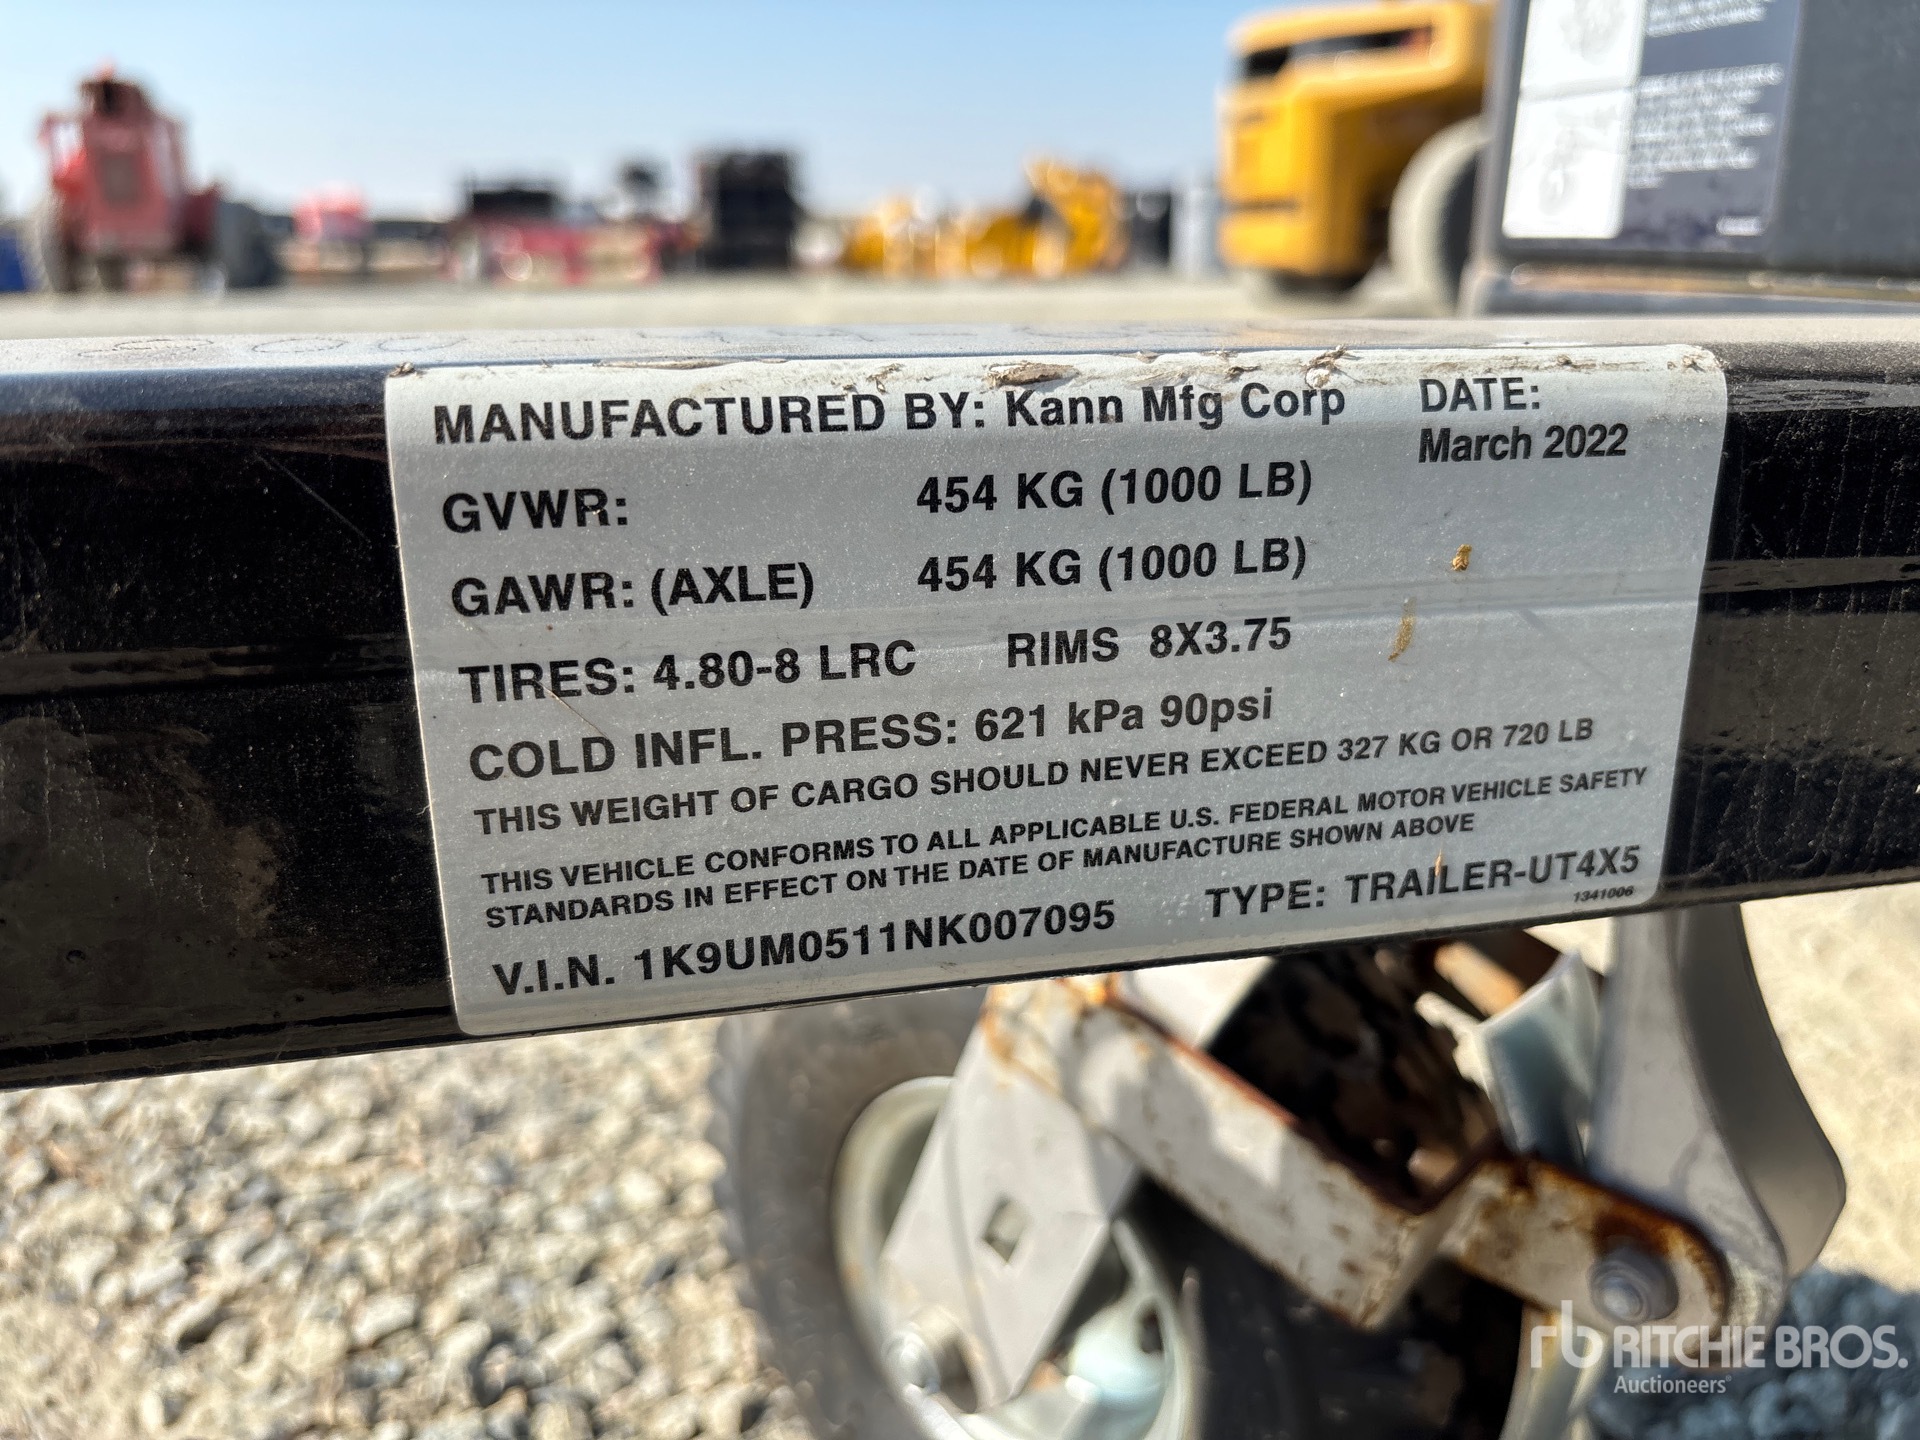 MANUFACTURED BY: Kann Mfg Corp DATE:
March 2022
GVWR: 454 KG (1000 LB)
GAWR: (AXLE) 454 KG (1000 LB)
TIRES: 4.80-8 LRC RIMS 8X3.75
COLD INFL. PRESS: 621 kPa 90psi
THIS WEIGHT OF CARGO SHOULD NEVER EXCEED 327 KG OR 720 LB
THIS VEHICLE CONFORMS TO ALL APPLICABLE U.S. FEDERAL MOTOR VEHICLE SAFETY
STANDARDS IN EFFECT ON THE DATE OF MANUFACTURE SHOWN ABOVE
V.I.N. 1K9UM0511NK007095 TYPE: TRAILER-UT4X5
1341006
rb RITCHIE BROS.
Auctioneers